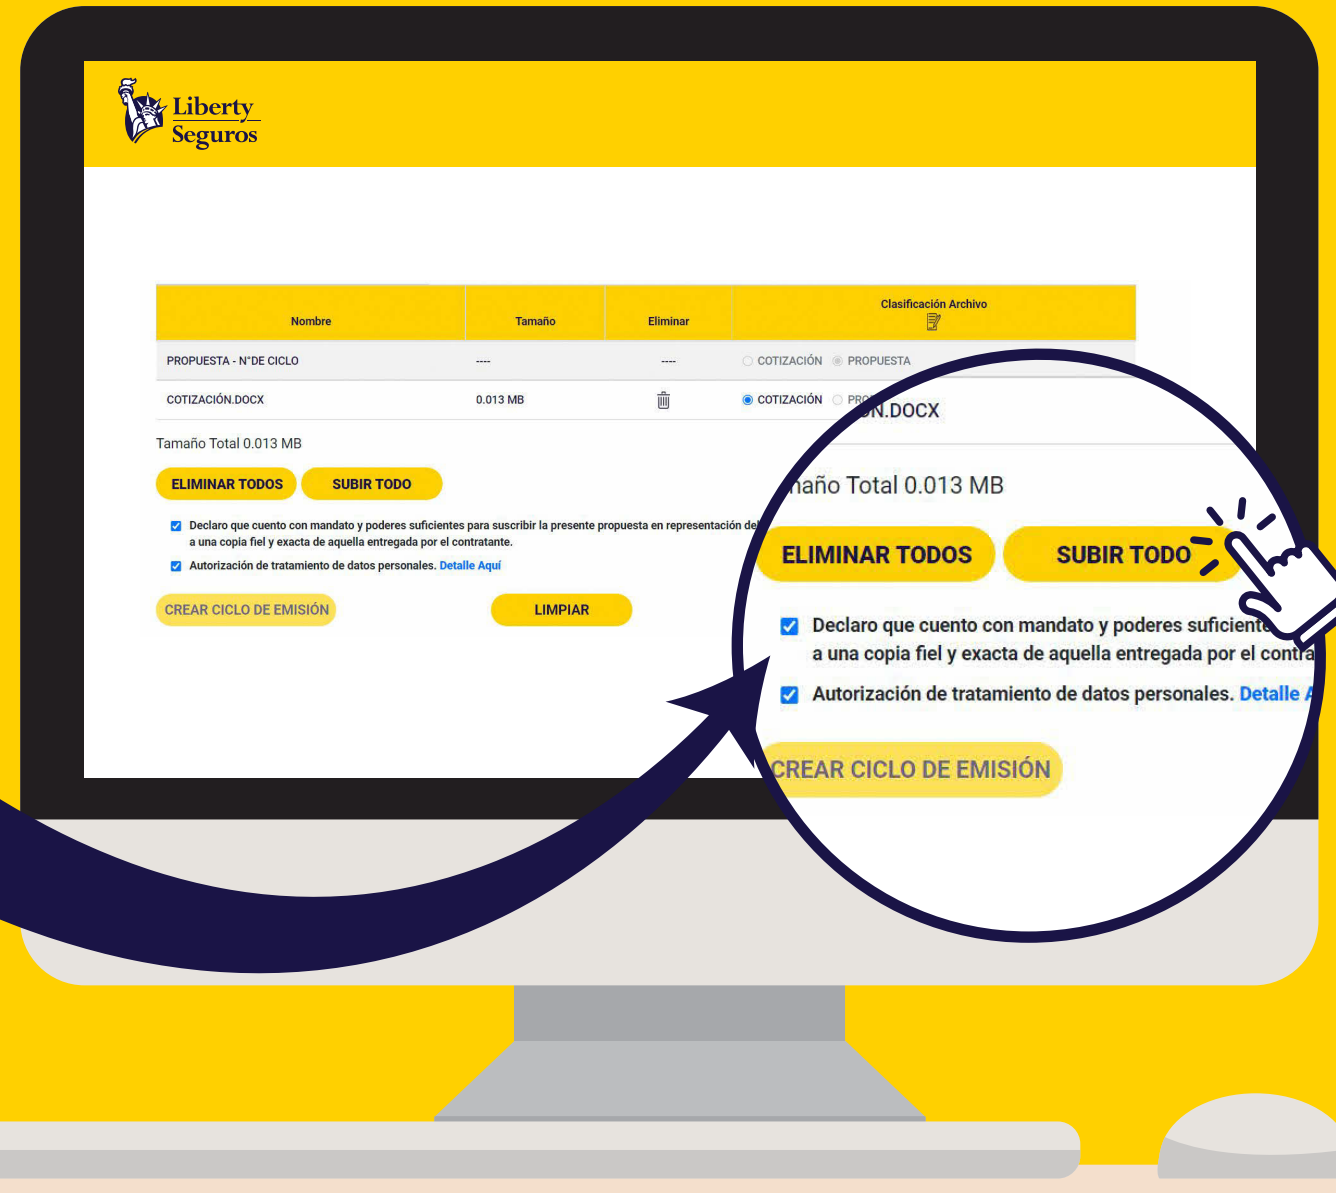 Liberty
Seguros
Nombre Tamaño Eliminar Clasificación Archivo
PROPUESTA - N°DE CICLO ---- ---- COTIZACIÓN PROPUESTA
COTIZACIÓN.DOCX 0.013 MB COTIZACIÓN
Tamaño Total 0.013 MB
ELIMINAR TODOS SUBIR TODO
Declaro que cuento con mandato y poderes suficientes para suscribir la presente propuesta en representación de
a una copia fiel y exacta de aquella entregada por el contratante.
Autorización de tratamiento de datos personales. Detalle Aquí
CREAR CICLO DE EMISIÓN LIMPIAR
N.DOCX
maño Total 0.013 MB
ELIMINAR TODOS SUBIR TODO
Declaro que cuento con mandato y poderes suficiente
a una copia fiel y exacta de aquella entregada por el contra
Autorización de tratamiento de datos personales. Detalle A
CREAR CICLO DE EMISIÓN